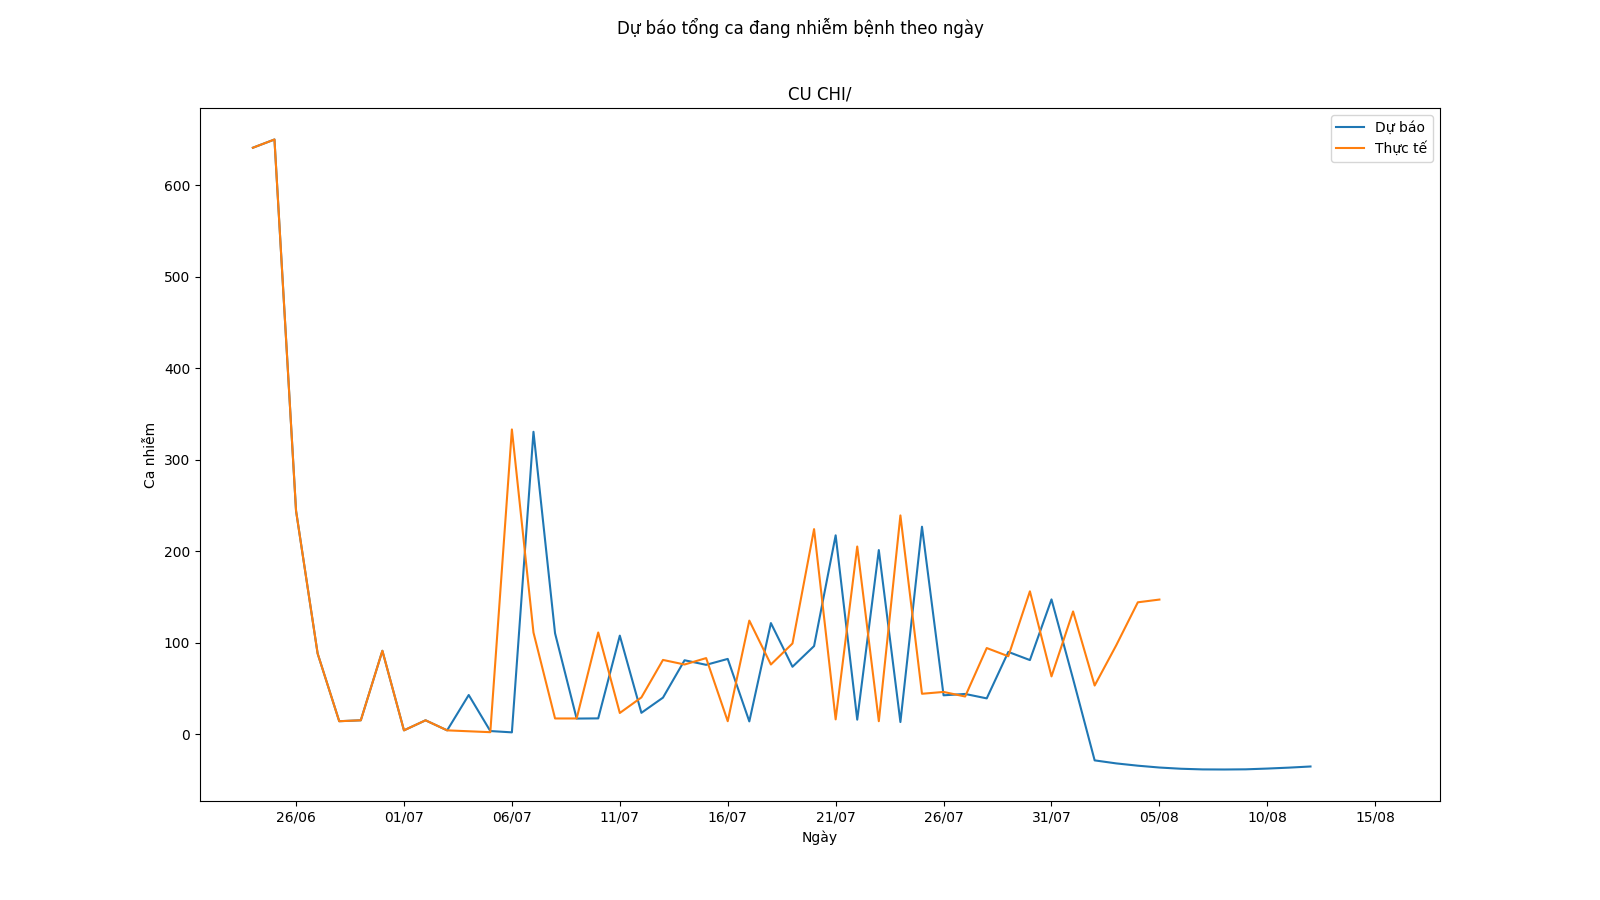 Dự báo tổng ca đang nhiễm bệnh theo ngày
CU CHI/
Dự báo
Thực tế
Ca nhiễm
600
500
400
300
200
100
0
26/06 01/07 06/07 11/07 16/07 21/07 26/07 31/07 05/08 10/08 15/08
Ngày